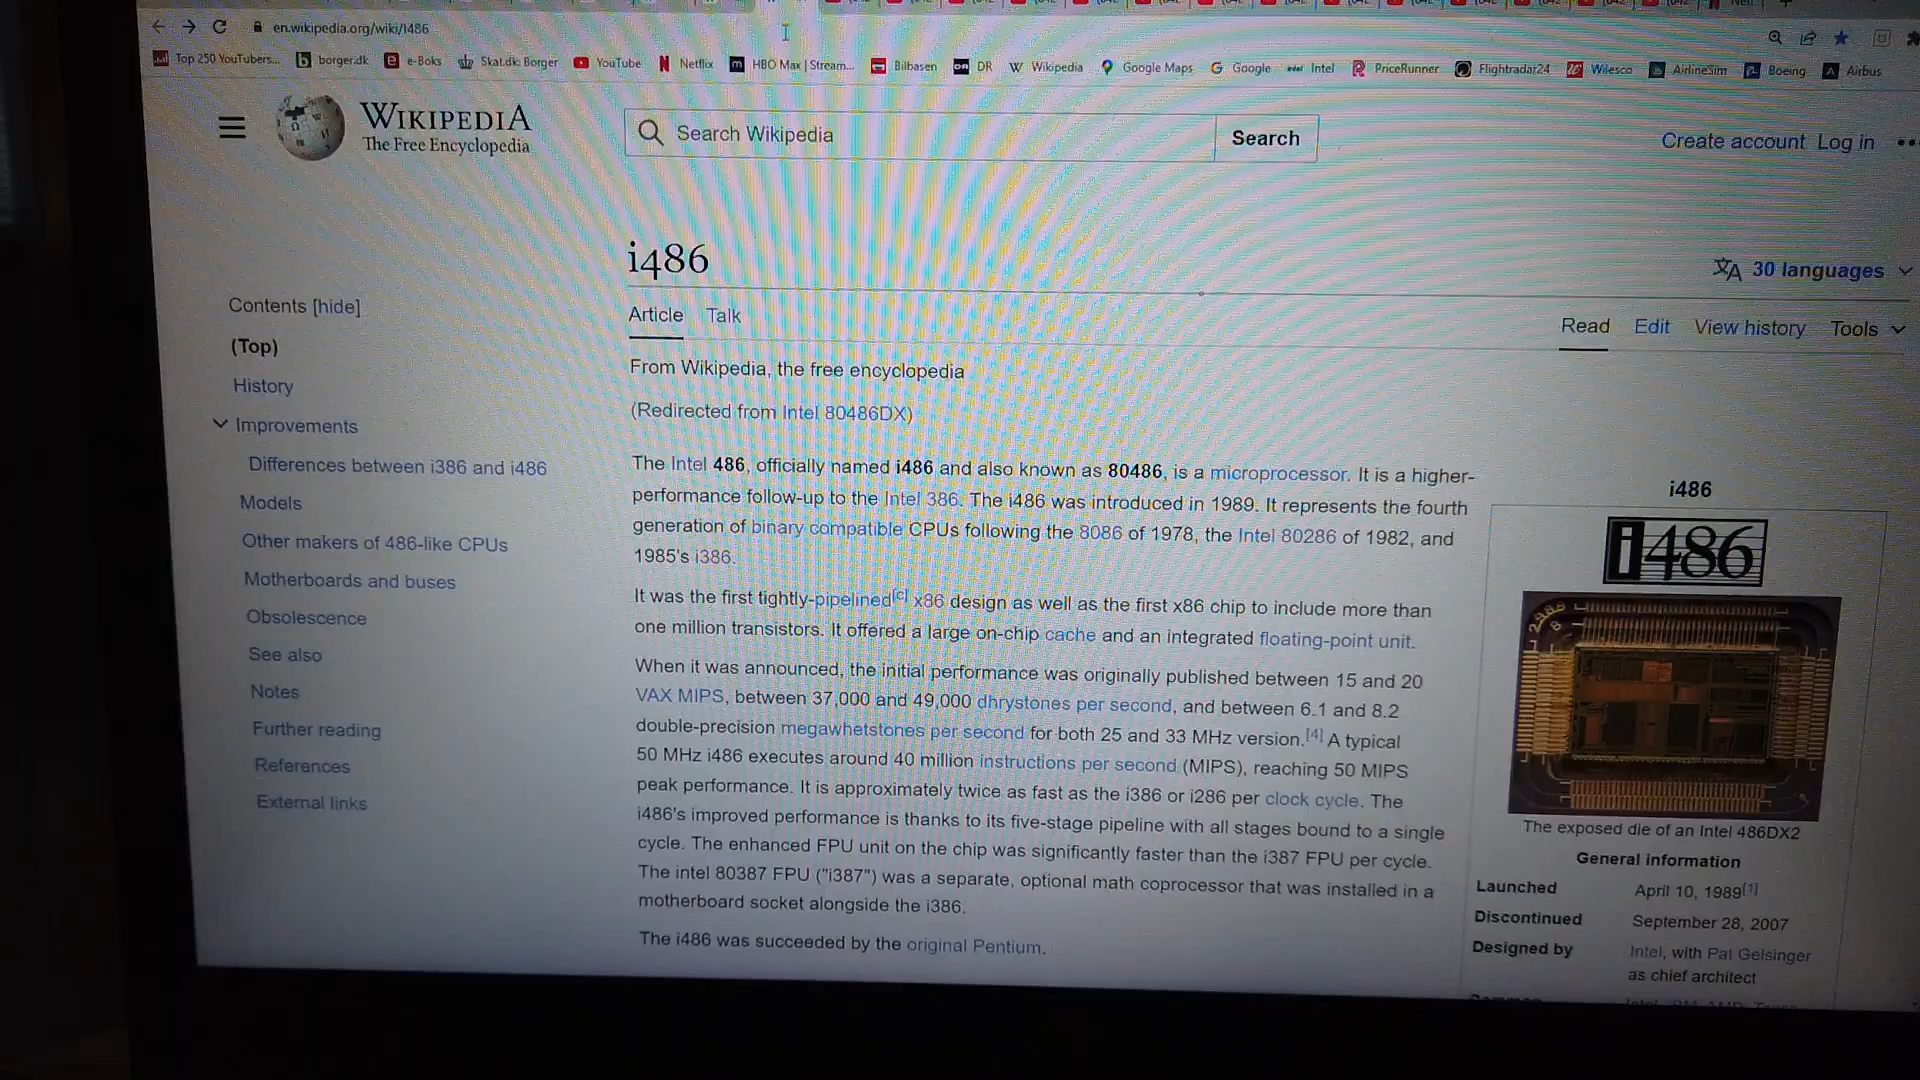 en.wikipedia.org/wiki/I486
Top 250 YouTubers... borger.dk e-Boks Skat.dk: Borger YouTube Netflix HBO Max | Stream... Bilbasen DR Wikipedia Google Maps Google Intel PriceRunner Flightradar24 Wilesco AirlineSim Boeing Airbus
WIKIPEDIA
The Free Encyclopedia
Search Wikipedia
Search
Create account Log in
i486
30 languages
Article Talk
Read Edit View history Tools
Contents [hide]
(Top)
History
Improvements
Differences between i386 and i486
Models
Other makers of 486-like CPUs
Motherboards and buses
Obsolescence
See also
Notes
Further reading
References
External links
From Wikipedia, the free encyclopedia
(Redirected from Intel 80486DX)
The Intel 486, officially named i486 and also known as 80486, is a microprocessor. It is a higher-
performance follow-up to the Intel 386. The i486 was introduced in 1989. It represents the fourth
generation of binary compatible CPUs following the 8086 of 1978, the Intel 80286 of 1982, and
1985's i386.
It was the first tightly-pipelined[c] x86 design as well as the first x86 chip to include more than
one million transistors. It offered a large on-chip cache and an integrated floating-point unit.
When it was announced, the initial performance was originally published between 15 and 20
VAX MIPS, between 37,000 and 49,000 dhrystones per second, and between 6.1 and 8.2
double-precision megawhetstones per second for both 25 and 33 MHz version.[4] A typical
50 MHz i486 executes around 40 million instructions per second (MIPS), reaching 50 MIPS
peak performance. It is approximately twice as fast as the i386 or i286 per clock cycle. The
i486's improved performance is thanks to its five-stage pipeline with all stages bound to a single
cycle. The enhanced FPU unit on the chip was significantly faster than the i387 FPU per cycle.
The intel 80387 FPU ("i387") was a separate, optional math coprocessor that was installed in a
motherboard socket alongside the i386.
The i486 was succeeded by the original Pentium.
i486
i486
The exposed die of an Intel 486DX2
General information
Launched April 10, 1989[1]
Discontinued September 28, 2007
Designed by Intel, with Pat Gelsinger
as chief architect